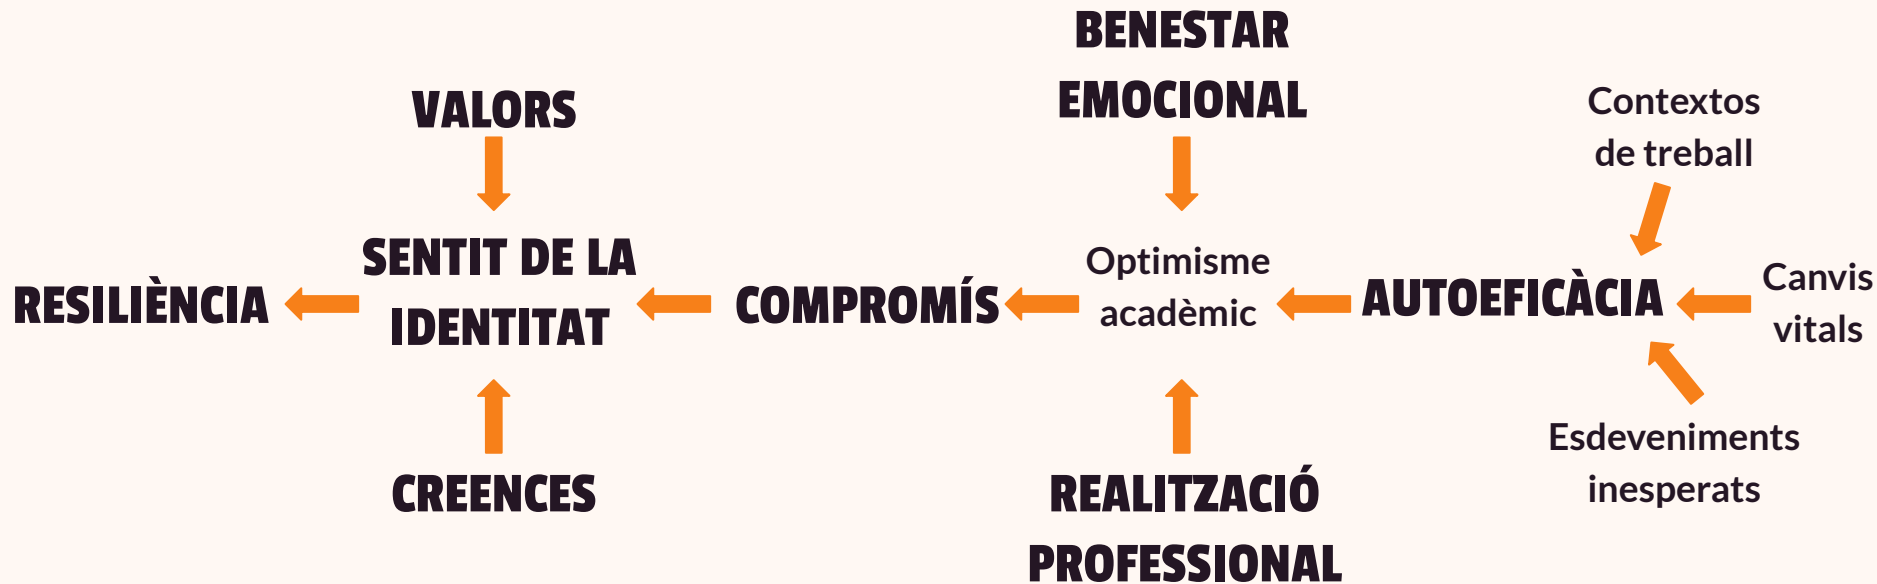 BENESTAR
EMOCIONAL
VALORS
Contextos
de treball
SENTIT DE LA
IDENTITAT
RESILIÈNCIA
COMPROMÍS
Optimisme
acadèmic
AUTOEFICÀCIA
Canvis
vitals
CREENCES
REALITZACIÓ
PROFESSIONAL
Esdeveniments
inesperats